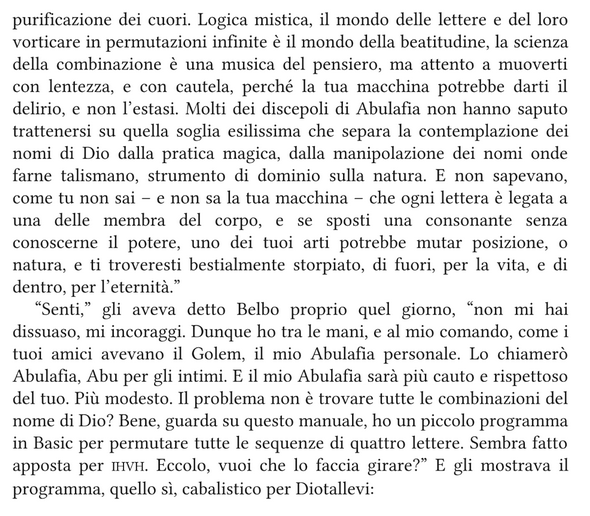 purificazione dei cuori. Logica mistica, il mondo delle lettere e del loro
vorticare in permutazioni infinite è il mondo della beatitudine, la scienza
della combinazione è una musica del pensiero, ma attento a muoverti
con lentezza, e con cautela, perché la tua macchina potrebbe darti il
delirio, e non l’estasi. Molti dei discepoli di Abulafia non hanno saputo
trattenersi su quella soglia esilissima che separa la contemplazione dei
nomi di Dio dalla pratica magica, dalla manipolazione dei nomi onde
farne talismano, strumento di dominio sulla natura. E non sapevano,
come tu non sai – e non sa la tua macchina – che ogni lettera è legata a
una delle membra del corpo, e se sposti una consonante senza
conoscerne il potere, uno dei tuoi arti potrebbe mutar posizione, o
natura, e ti troveresti bestialmente storpiato, di fuori, per la vita, e di
dentro, per l’eternità.”
“Senti,” gli aveva detto Belbo proprio quel giorno, “non mi hai
dissuaso, mi incoraggi. Dunque ho tra le mani, e al mio comando, come i
tuoi amici avevano il Golem, il mio Abulafia personale. Lo chiamerò
Abulafia, Abu per gli intimi. E il mio Abulafia sarà più cauto e rispettoso
del tuo. Più modesto. Il problema non è trovare tutte le combinazioni del
nome di Dio? Bene, guarda su questo manuale, ho un piccolo programma
in Basic per permutare tutte le sequenze di quattro lettere. Sembra fatto
apposta per IHVH. Eccolo, vuoi che lo faccia girare?” E gli mostrava il
programma, quello sì, cabalistico per Diotallevi: